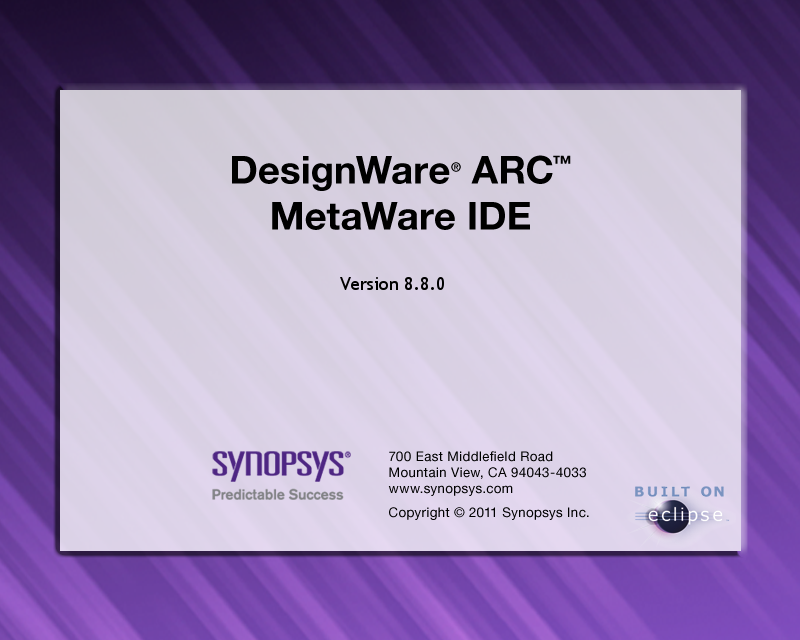 DesignWare® ARC™
MetaWare IDE
Version 8.8.0
SYNOPSYS®
Predictable Success
700 East Middlefield Road
Mountain View, CA 94043-4033
www.synopsys.com
Copyright © 2011 Synopsys Inc.
BUILT ON
eclipse™